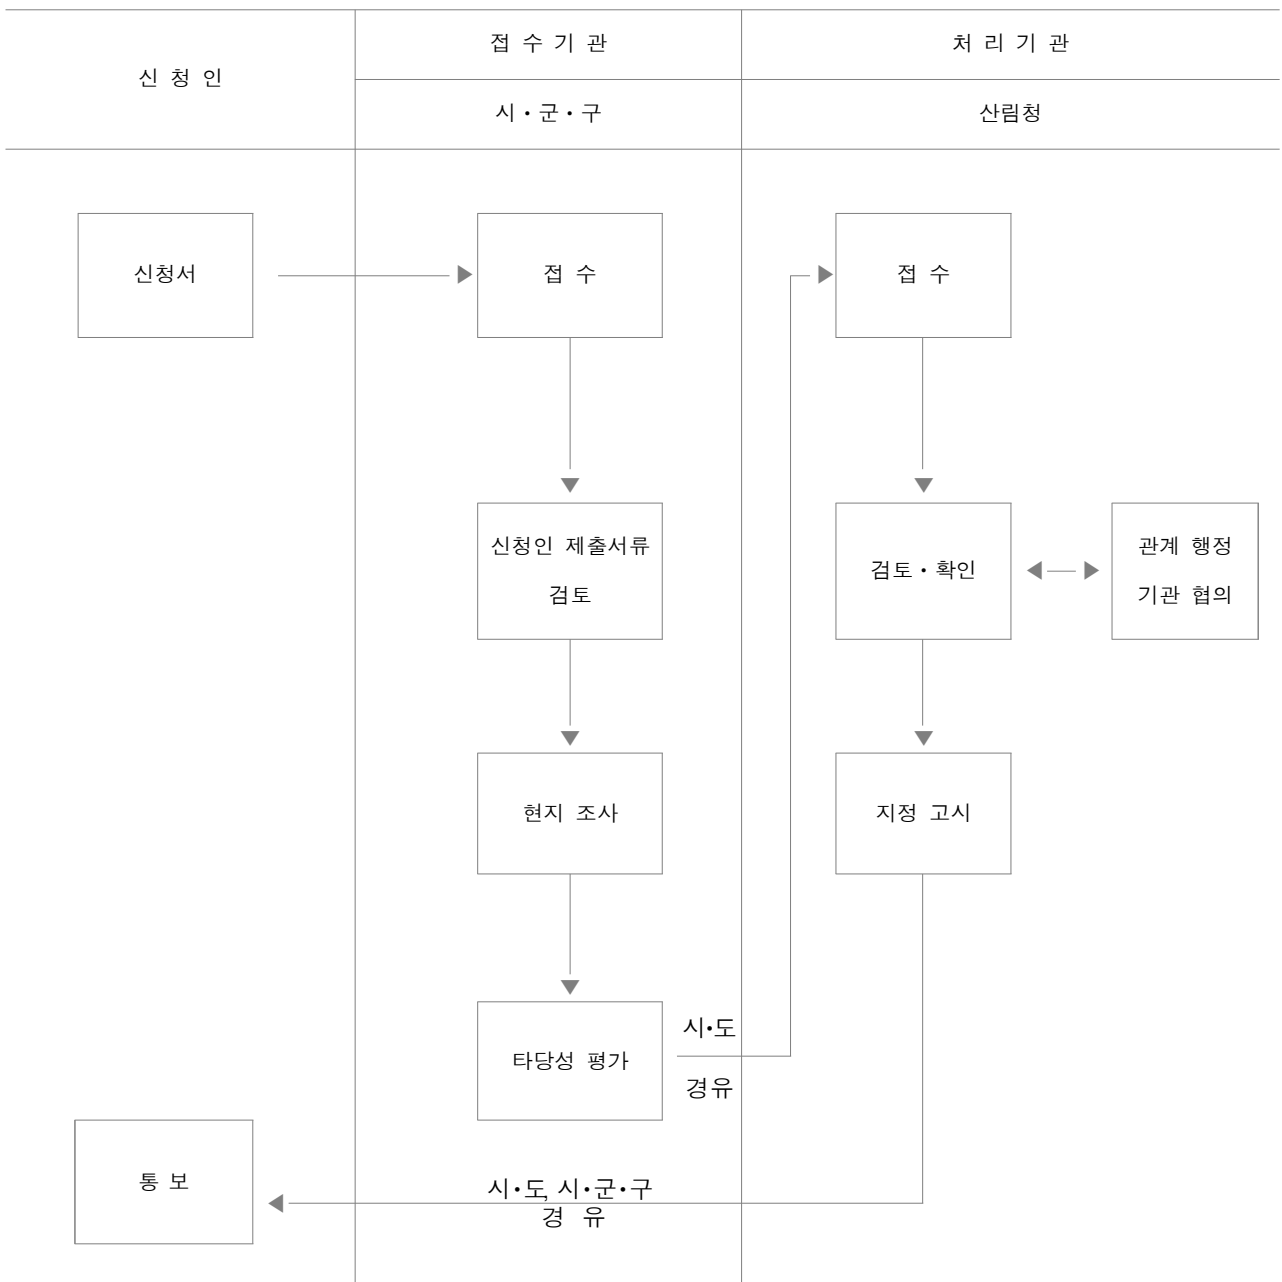 신 청 인
접 수 기 관
처 리 기 관
시・군・구
산림청
신청서
접 수
접 수
신청인 제출서류
검토
검토・확인
관계 행정
기관 협의
현지 조사
지정 고시
타당성 평가
시・도
경유
통 보
시・도, 시・군・구
경 유